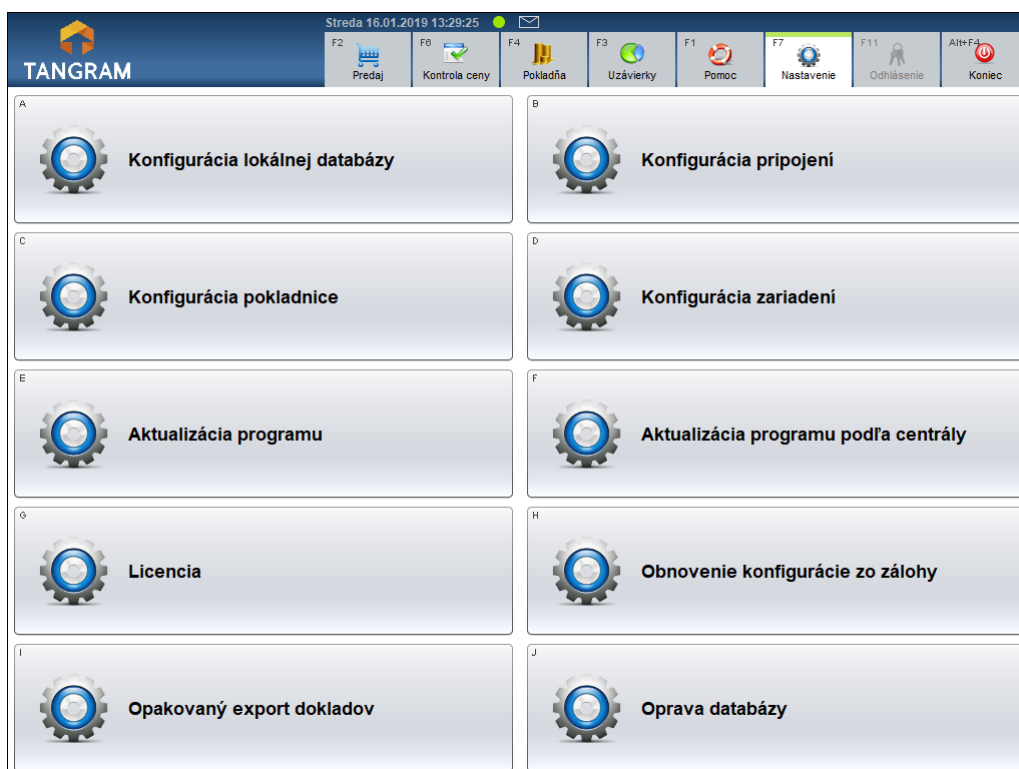 Streda 16.01.2019 13:29:25
TANGRAM
F2 Predaj
F6 Kontrola ceny
F4 Pokladňa
F3 Uzávierky
F1 Pomoc
F7 Nastavenie
F11 Odhlásenie
Alt+F4 Koniec
A
Konfigurácia lokálnej databázy
B
Konfigurácia pripojení
C
Konfigurácia pokladnice
D
Konfigurácia zariadení
E
Aktualizácia programu
F
Aktualizácia programu podľa centrály
G
Licencia
H
Obnovenie konfigurácie zo zálohy
I
Opakovaný export dokladov
J
Oprava databázy